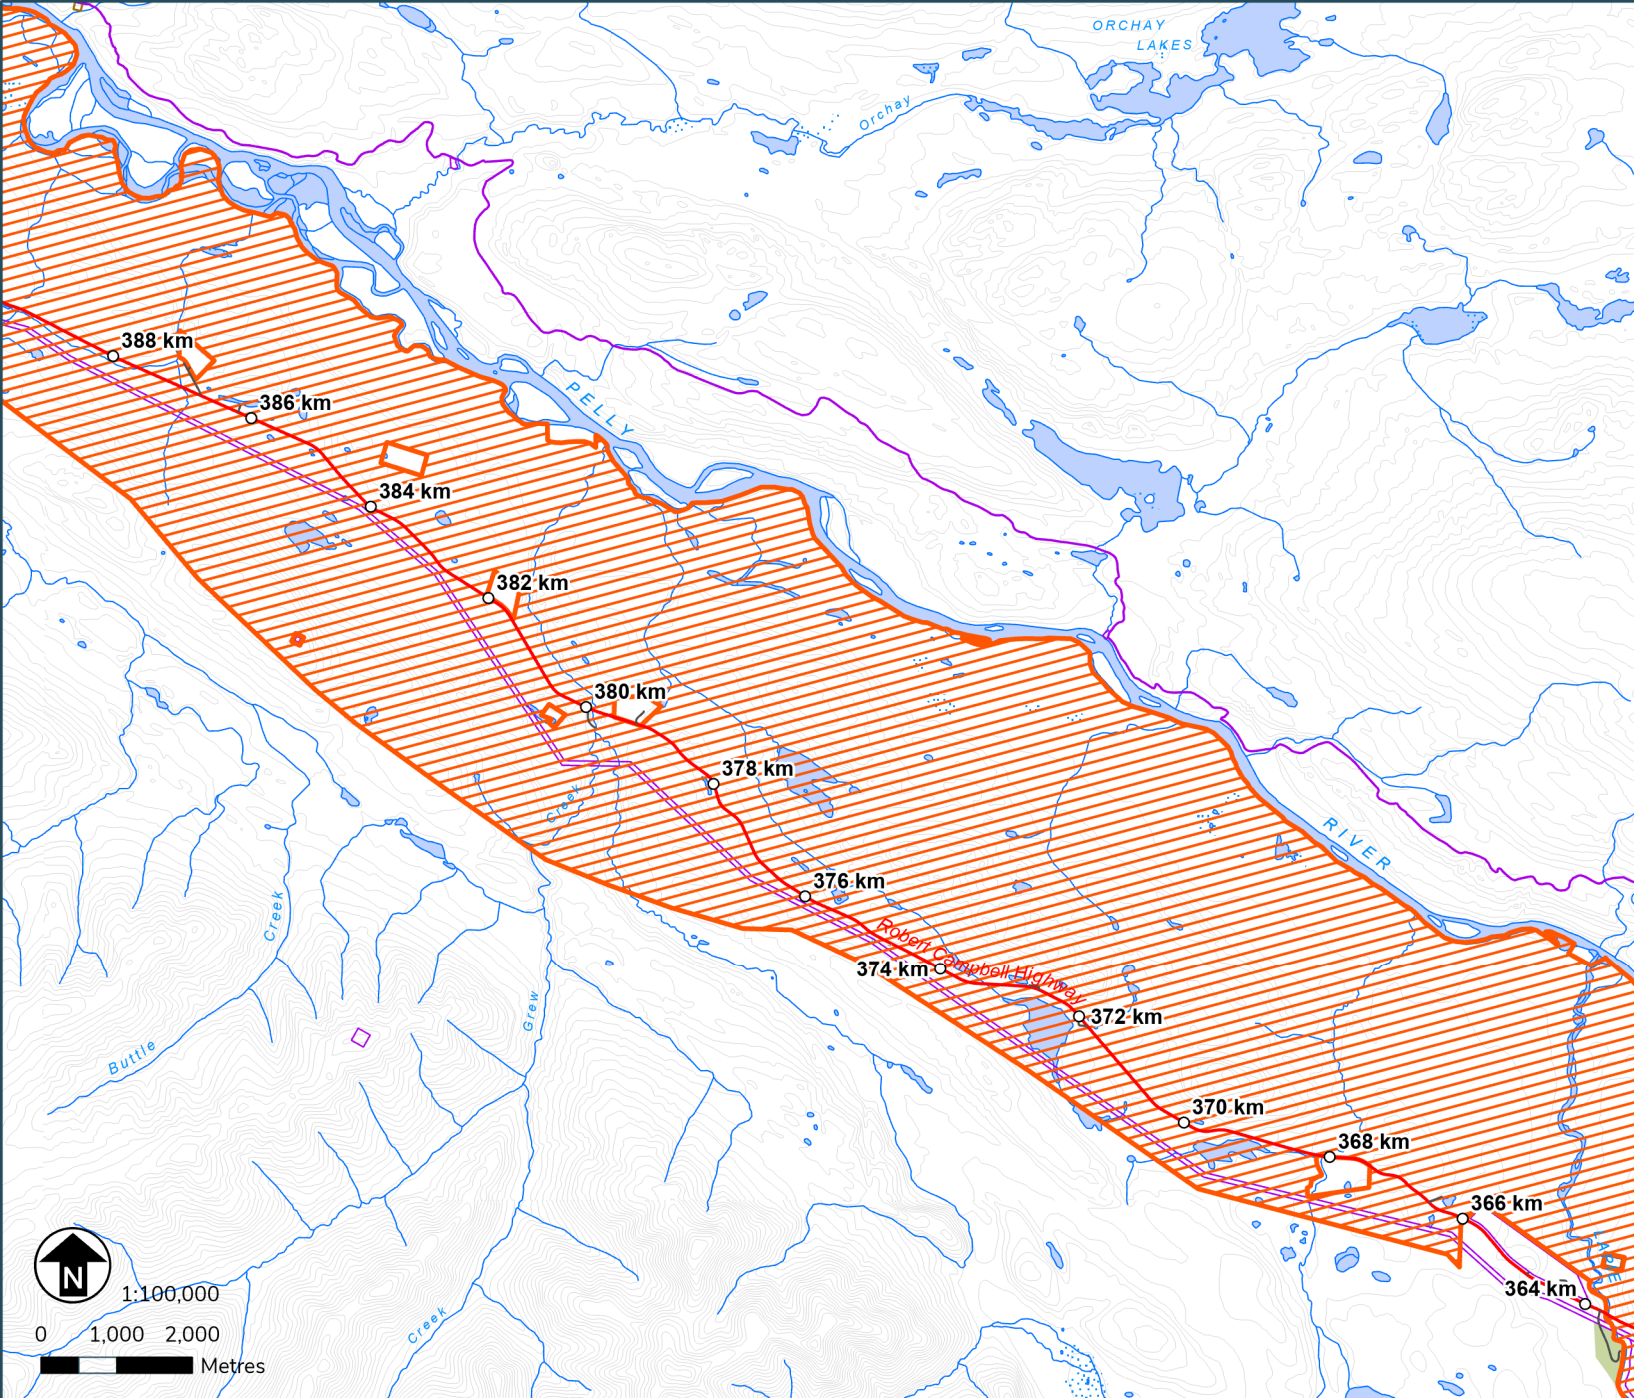 ORCHAY
LAKES
Orchay
388 km
386 km
PELLY
384 km
382 km
380 km
378 km
Creek
RIVER
376 km
Creek
Robert Campbell Highway
374 km
Grew
372 km
Buttle
370 km
368 km
366 km
364 km
N
1:100,000
0 1,000 2,000
Metres
Creek